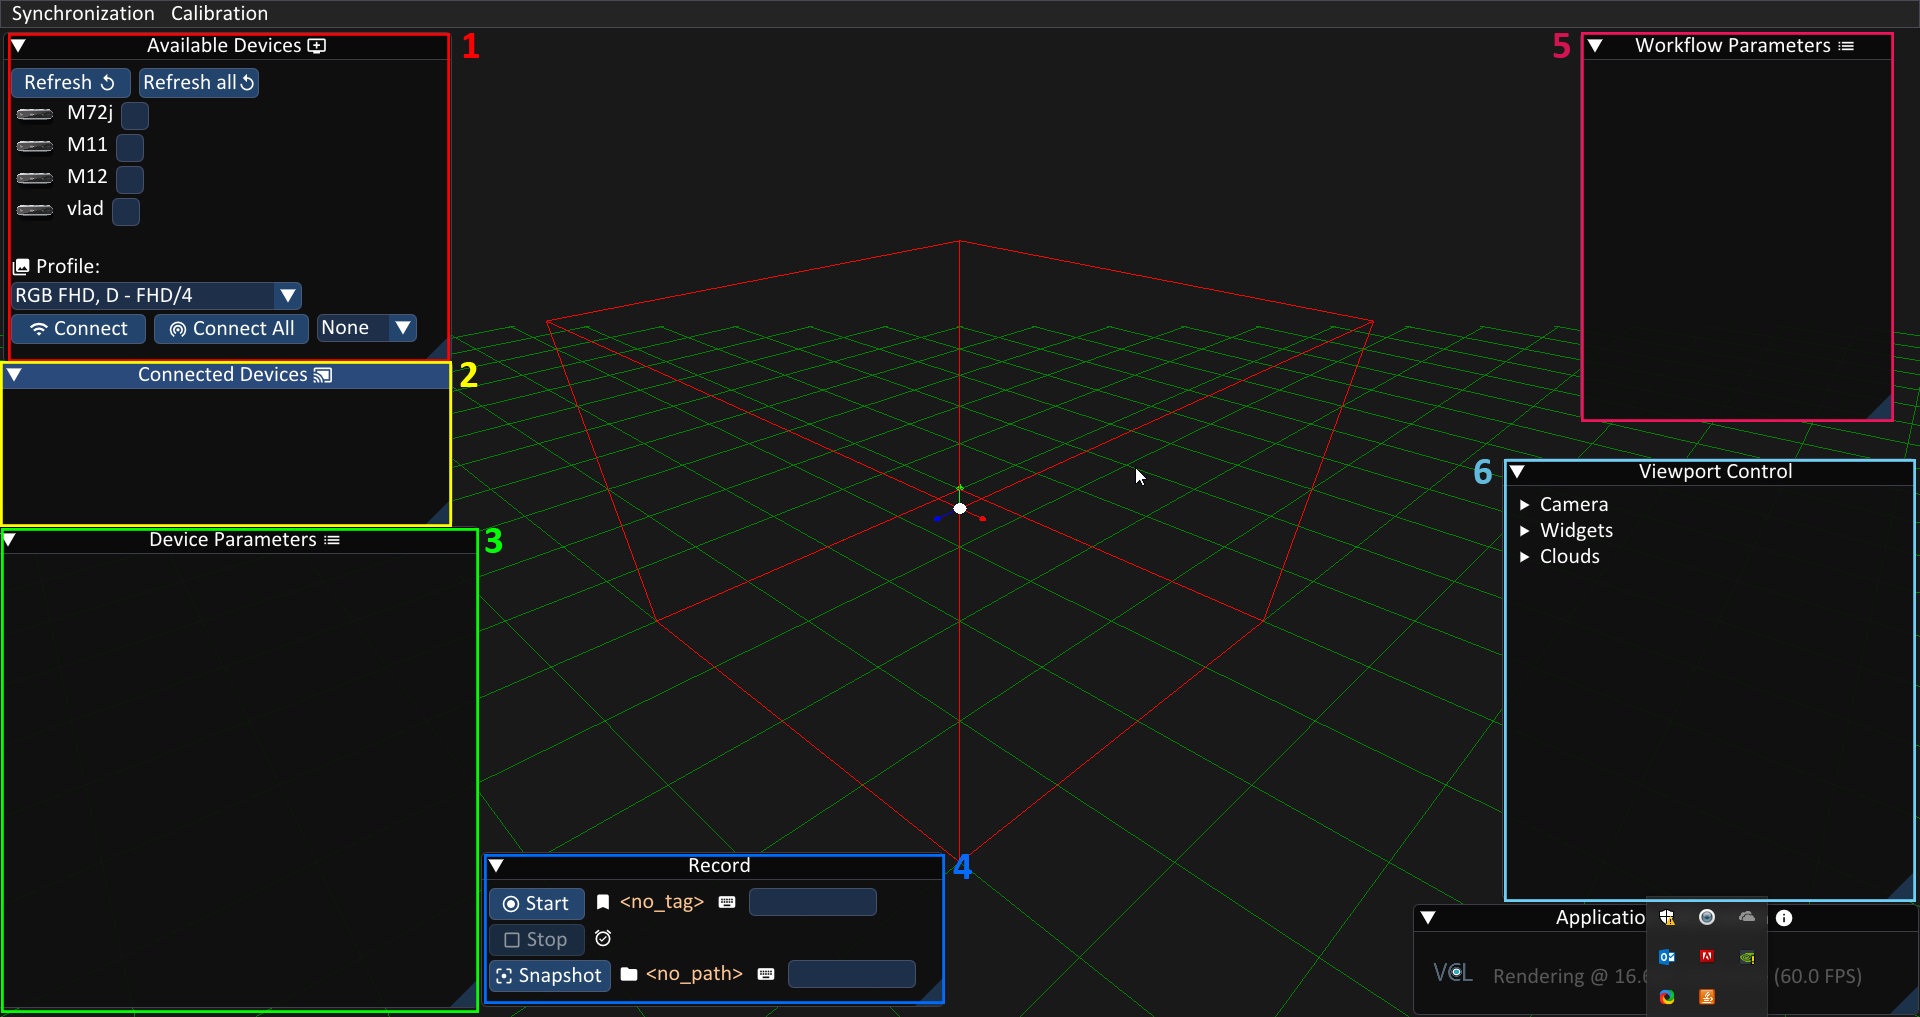 Synchronization Calibration
Available Devices
1
Refresh
Refresh all
M72j
M11
M12
vlad
Profile:
RGB FHD, D - FHD/4
Connect
Connect All
None
Connected Devices
2
Device Parameters
3
Record
4
Start
<no_tag>
Stop
Snapshot
<no_path>
5
Workflow Parameters
6
Viewport Control
Camera
Widgets
Clouds
VCL
Rendering @ 16. (60.0 FPS)